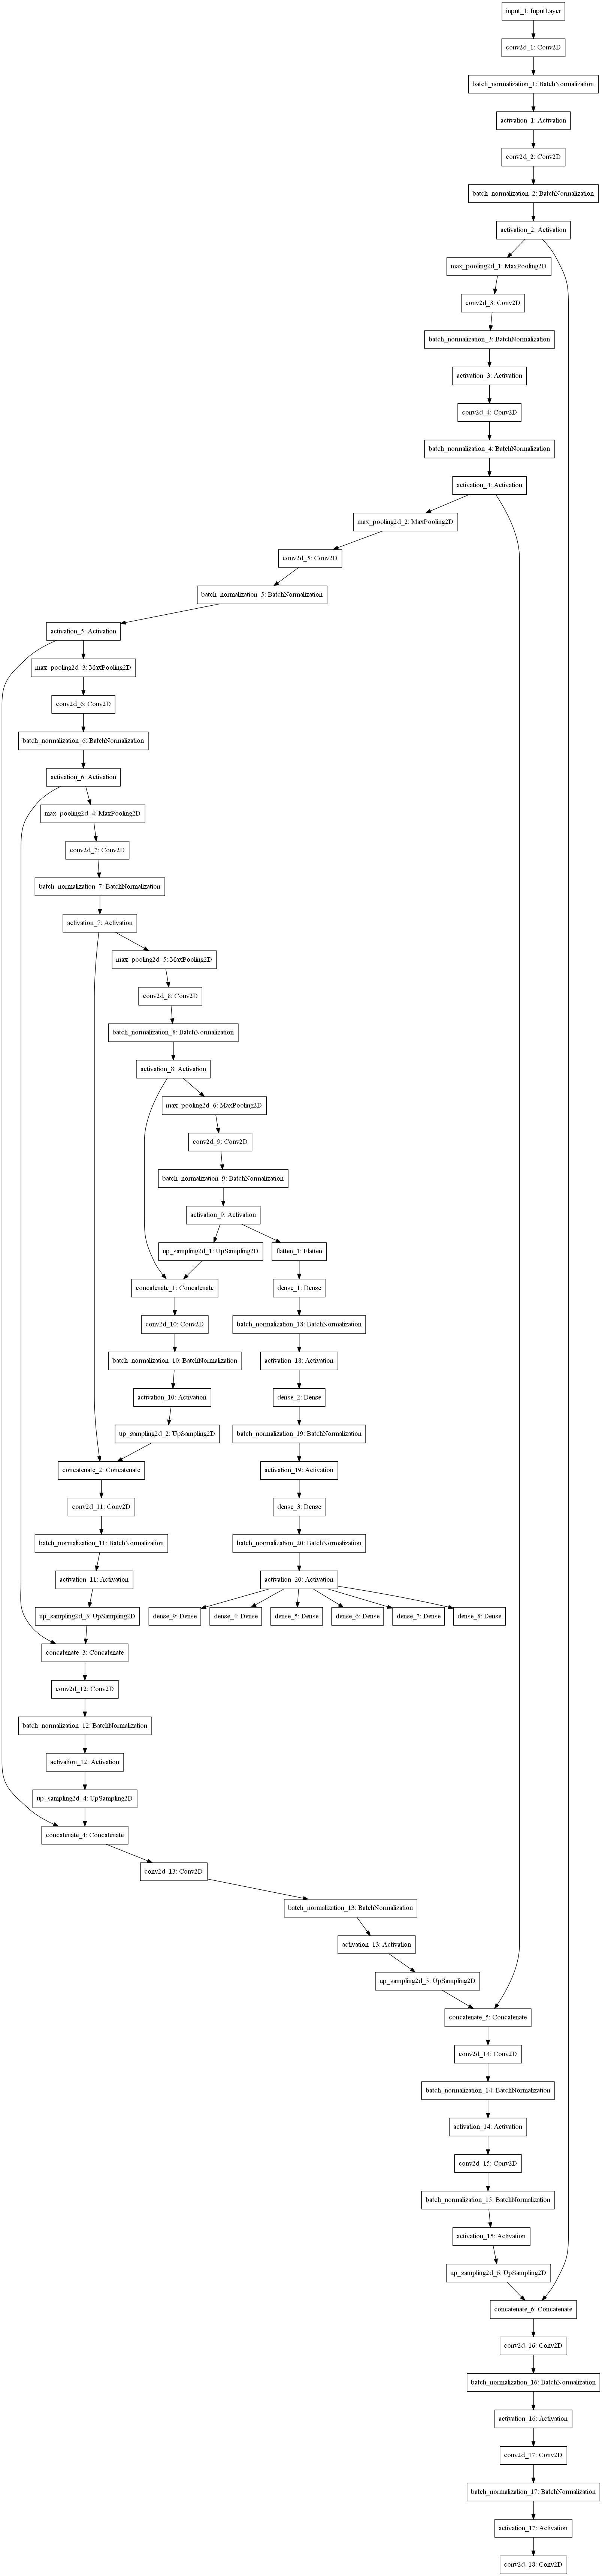 input_1: InputLayer
conv2d_1: Conv2D
batch_normalization_1: BatchNormalization
activation_1: Activation
conv2d_2: Conv2D
batch_normalization_2: BatchNormalization
activation_2: Activation
max_pooling2d_1: MaxPooling2D
conv2d_3: Conv2D
batch_normalization_3: BatchNormalization
activation_3: Activation
conv2d_4: Conv2D
batch_normalization_4: BatchNormalization
activation_4: Activation
max_pooling2d_2: MaxPooling2D
conv2d_5: Conv2D
batch_normalization_5: BatchNormalization
activation_5: Activation
max_pooling2d_3: MaxPooling2D
conv2d_6: Conv2D
batch_normalization_6: BatchNormalization
activation_6: Activation
max_pooling2d_4: MaxPooling2D
conv2d_7: Conv2D
batch_normalization_7: BatchNormalization
activation_7: Activation
max_pooling2d_5: MaxPooling2D
conv2d_8: Conv2D
batch_normalization_8: BatchNormalization
activation_8: Activation
max_pooling2d_6: MaxPooling2D
conv2d_9: Conv2D
batch_normalization_9: BatchNormalization
activation_9: Activation
up_sampling2d_1: UpSampling2D
flatten_1: Flatten
concatenate_1: Concatenate
dense_1: Dense
conv2d_10: Conv2D
batch_normalization_18: BatchNormalization
batch_normalization_10: BatchNormalization
activation_18: Activation
activation_10: Activation
dense_2: Dense
up_sampling2d_2: UpSampling2D
batch_normalization_19: BatchNormalization
concatenate_2: Concatenate
activation_19: Activation
conv2d_11: Conv2D
dense_3: Dense
batch_normalization_11: BatchNormalization
batch_normalization_20: BatchNormalization
activation_11: Activation
activation_20: Activation
up_sampling2d_3: UpSampling2D
dense_9: Dense
dense_4: Dense
dense_5: Dense
dense_6: Dense
dense_7: Dense
dense_8: Dense
concatenate_3: Concatenate
conv2d_12: Conv2D
batch_normalization_12: BatchNormalization
activation_12: Activation
up_sampling2d_4: UpSampling2D
concatenate_4: Concatenate
conv2d_13: Conv2D
batch_normalization_13: BatchNormalization
activation_13: Activation
up_sampling2d_5: UpSampling2D
concatenate_5: Concatenate
conv2d_14: Conv2D
batch_normalization_14: BatchNormalization
activation_14: Activation
conv2d_15: Conv2D
batch_normalization_15: BatchNormalization
activation_15: Activation
up_sampling2d_6: UpSampling2D
concatenate_6: Concatenate
conv2d_16: Conv2D
batch_normalization_16: BatchNormalization
activation_16: Activation
conv2d_17: Conv2D
batch_normalization_17: BatchNormalization
activation_17: Activation
conv2d_18: Conv2D